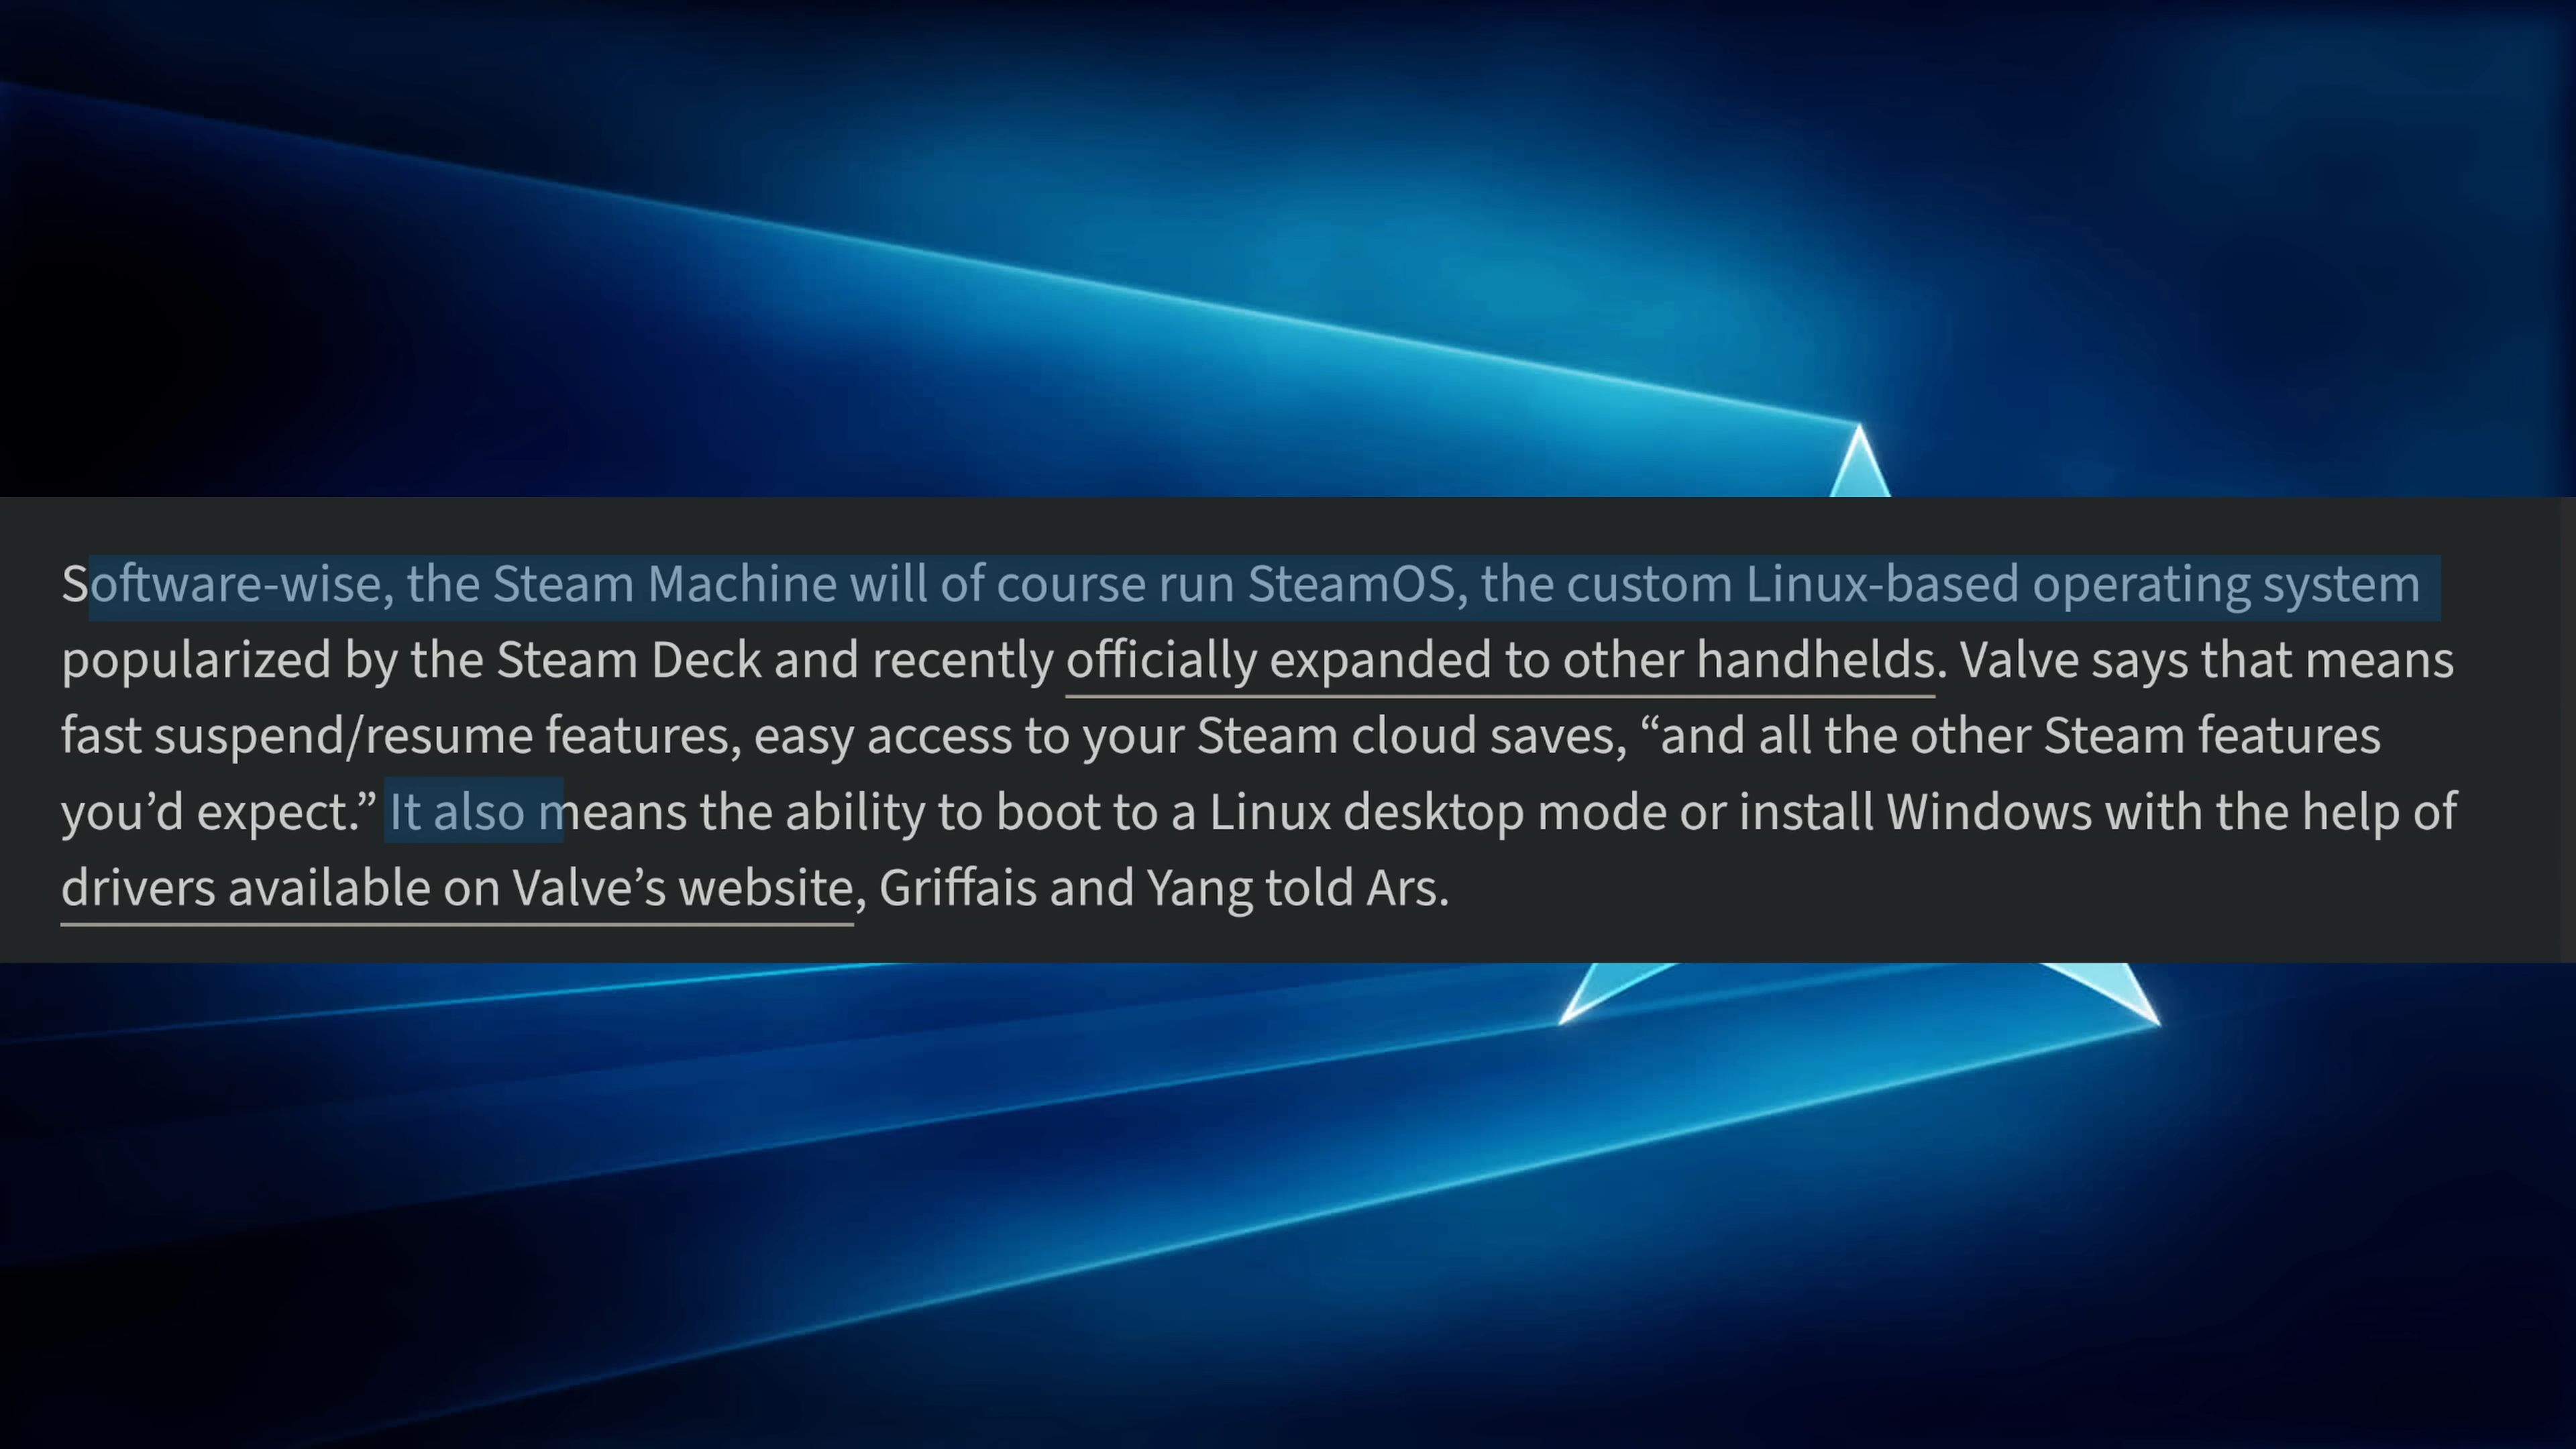 Software-wise, the Steam Machine will of course run SteamOS, the custom Linux-based operating system
popularized by the Steam Deck and recently officially expanded to other handhelds. Valve says that means
fast suspend/resume features, easy access to your Steam cloud saves, “and all the other Steam features
you’d expect.” It also means the ability to boot to a Linux desktop mode or install Windows with the help of
drivers available on Valve’s website, Griffais and Yang told Ars.